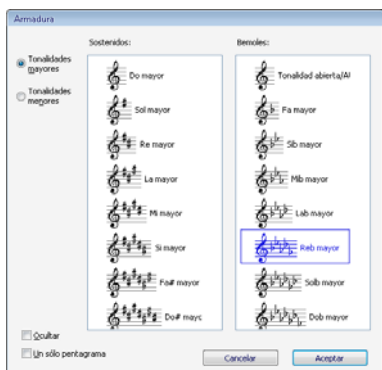 Armadura
Sostenidos:
Bemoles:
Tonalidades
mayores
Tonalidades
menores
Do mayor
Sol mayor
Re mayor
La mayor
Mi mayor
Si mayor
Fa# mayor
Do# mayc
Tonalidad abierta/Al
Fa mayor
Sib mayor
Mib mayor
Lab mayor
Reb mayor
Solb mayor
Dob mayor
Ocultar
Un sólo pentagrama
Cancelar
Aceptar